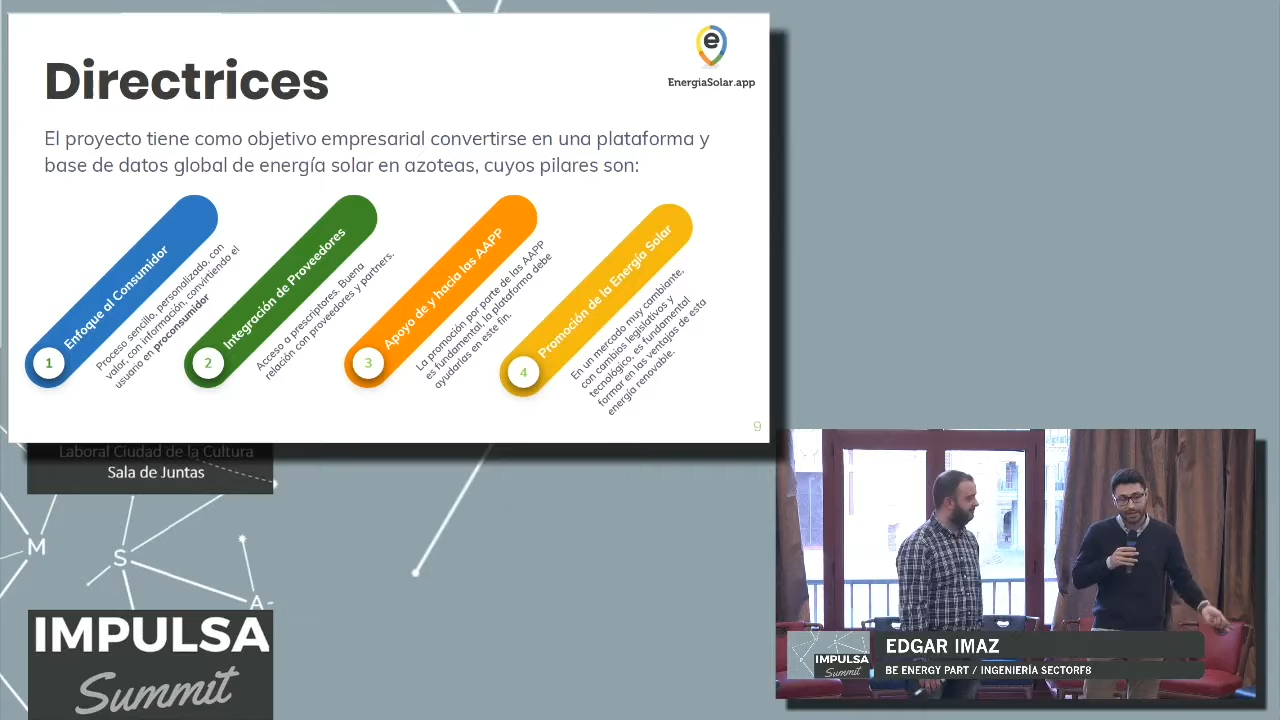 Directrices
e
EnergíaSolar.app
El proyecto tiene como objetivo empresarial convertirse en una plataforma y
base de datos global de energía solar en azoteas, cuyos pilares son:
1
Enfoque al Consumidor
Proceso sencillo, personalizado, con
valor, con información, convirtiendo el
usuario en proconsumidor
2
Integración de Proveedores
Acceso a prescriptores. Buena
relación con proveedores y partners.
3
Apoyo de y hacia las AAPP
La promoción por parte de las AAPP
es fundamental, la plataforma debe
ayudarlas en este fin.
4
Promoción de la Energía Solar
En un mercado muy cambiante,
con cambios legislativos y
tecnológico, es fundamental
formar en las ventajas de esta
energía renovable.
9
Laboral Ciudad de la Cultura
Sala de Juntas
M
S
A
IMPULSA
Summit
IMPULSA
Summit
EDGAR IMAZ
BE ENERGY PART / INGENIERÍA SECTORF8